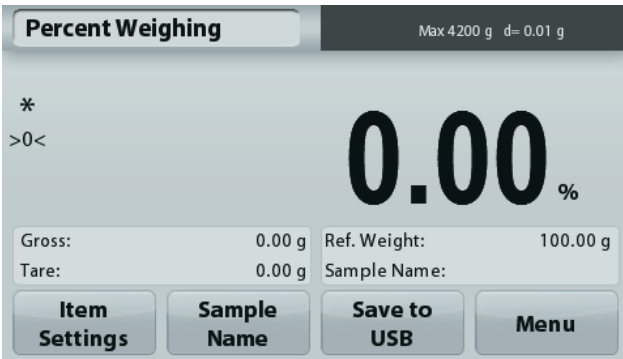 Percent Weighing
Max 4200 g d= 0.01 g
*
>0<
0.00 %
Gross: 0.00 g
Tare: 0.00 g
Ref. Weight: 100.00 g
Sample Name:
Item
Settings
Sample
Name
Save to
USB
Menu